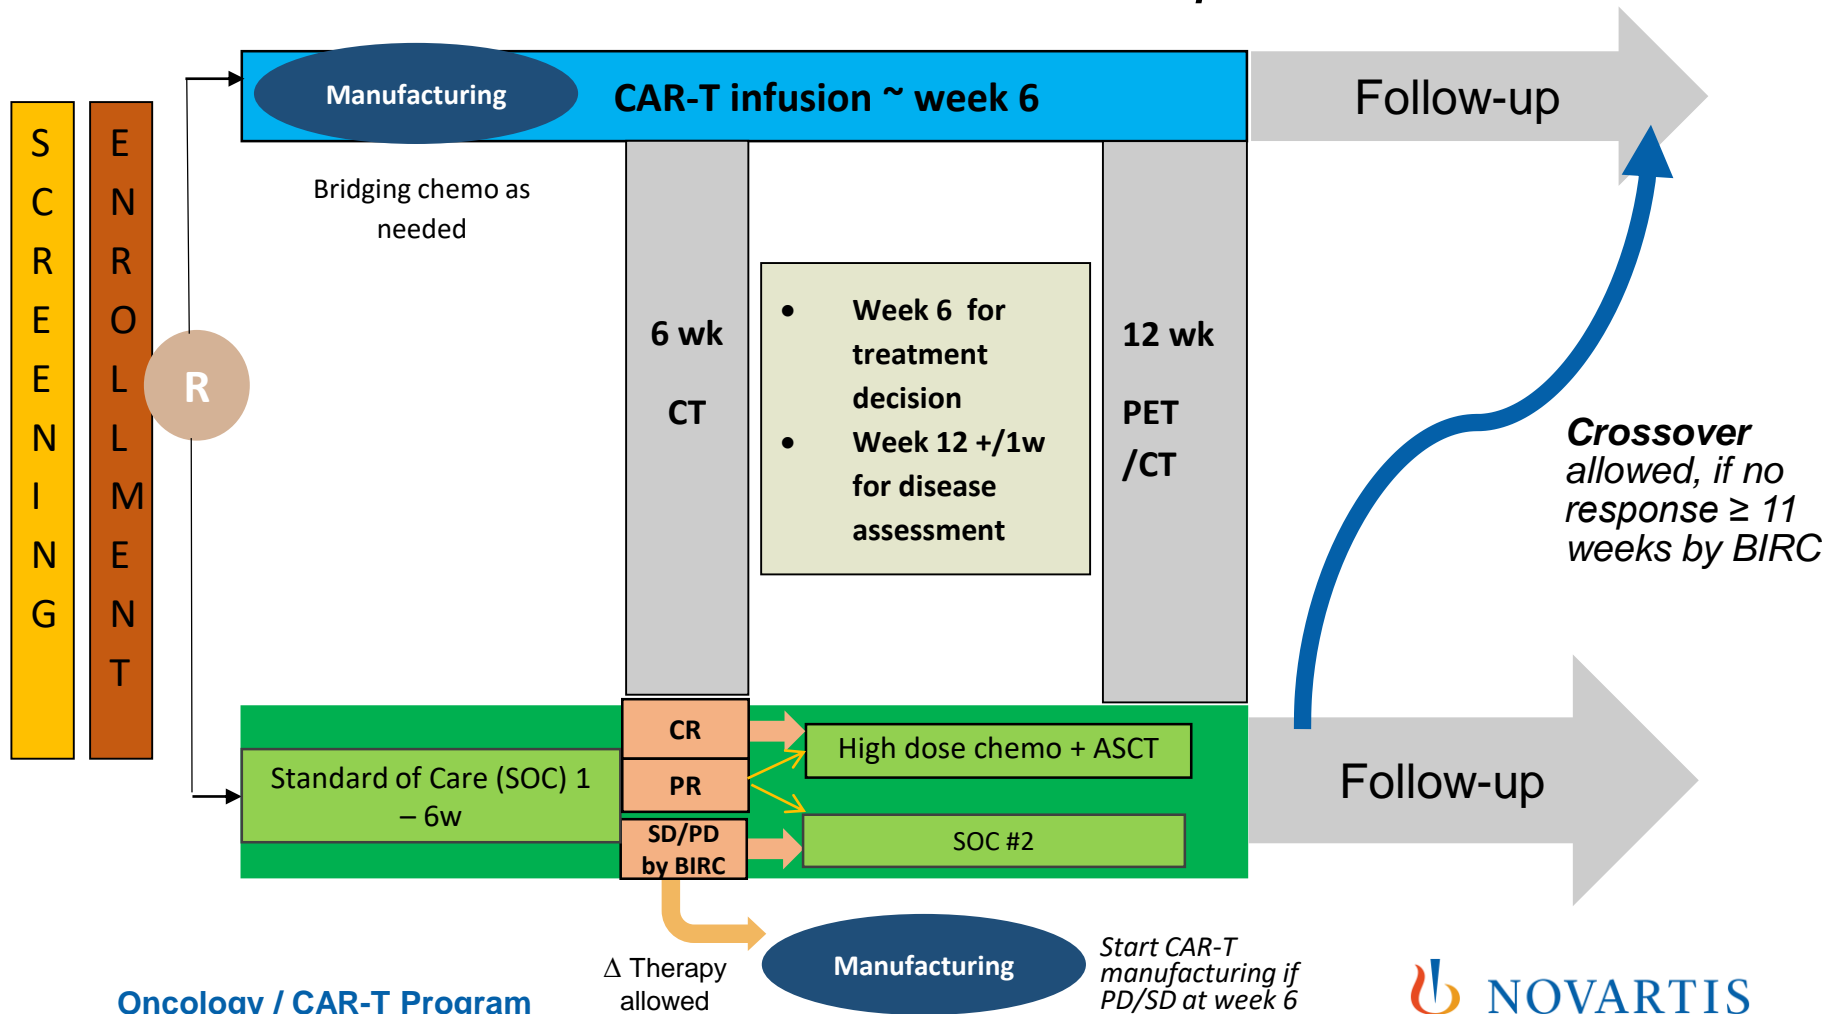 Manufacturing
CAR-T infusion ~ week 6
Follow-up
S
C
R
E
E
N
I
N
G
E
N
R
O
L
L
M
E
N
T
R
Bridging chemo as
needed
6 wk
CT
• Week 6 for
treatment
decision
• Week 12 +/1w
for disease
assessment
12 wk
PET
/CT
Crossover
allowed, if no
response ≥ 11
weeks by BIRC
Standard of Care (SOC) 1
– 6w
CR
PR
SD/PD
by BIRC
High dose chemo + ASCT
SOC #2
Follow-up
Δ Therapy
allowed
Manufacturing
Start CAR-T
manufacturing if
PD/SD at week 6
Oncology / CAR-T Program
NOVARTIS